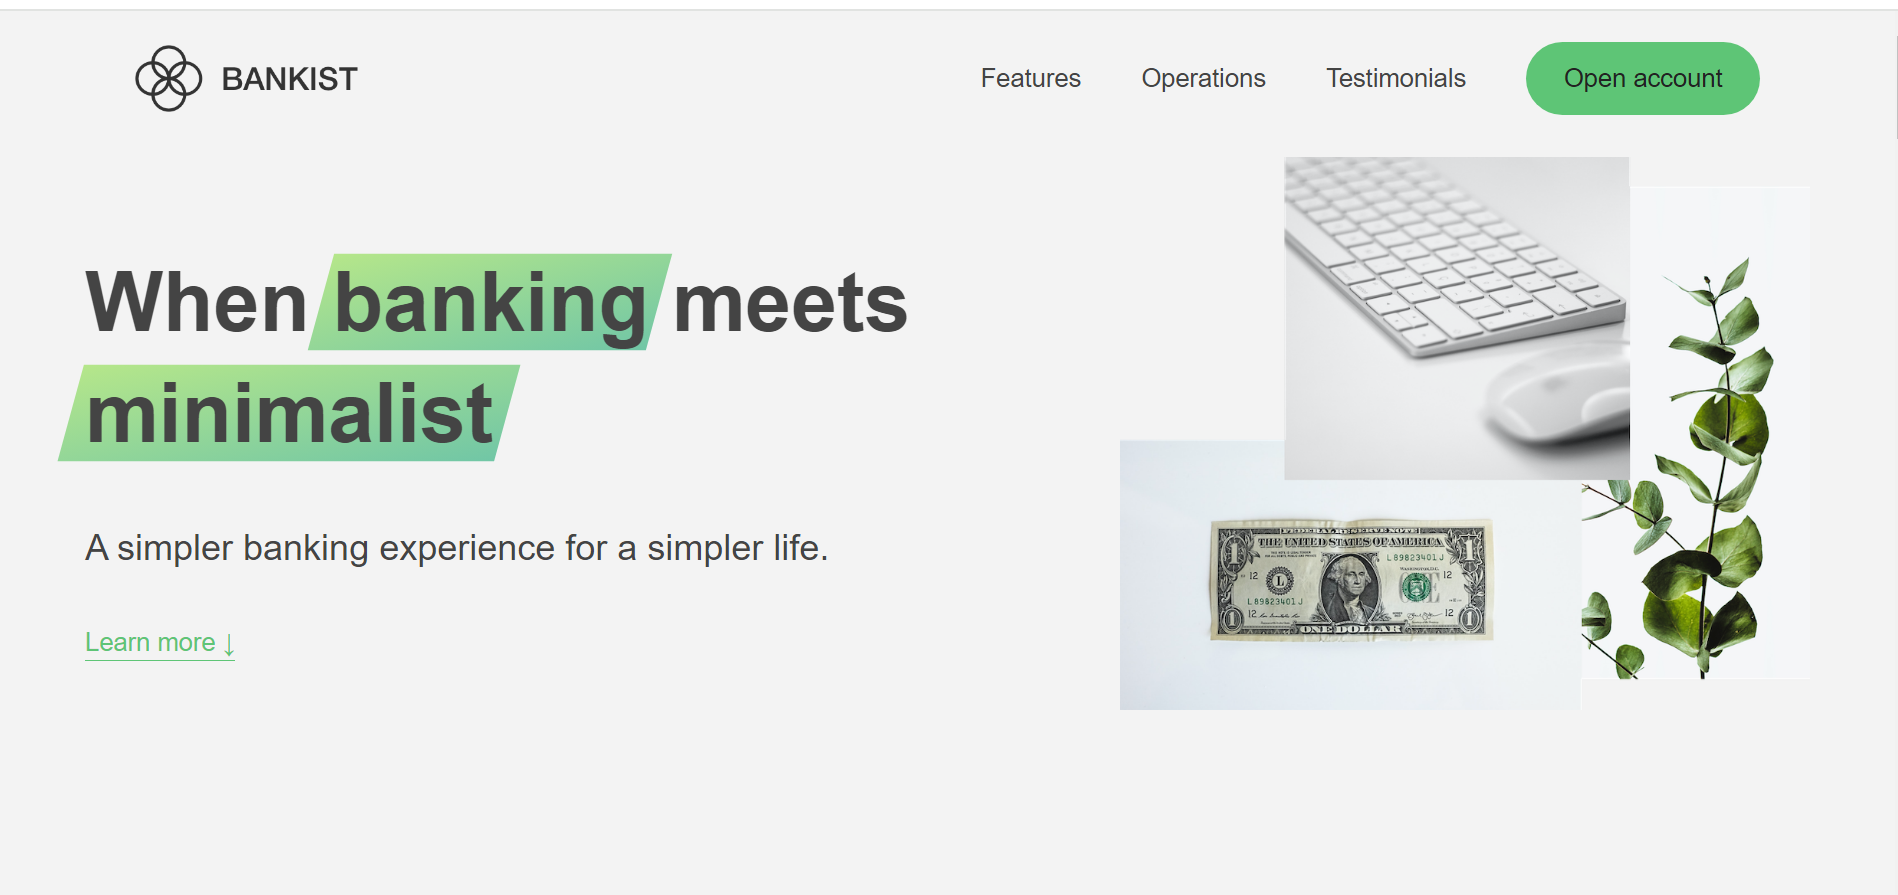 BANKIST
Features
Operations
Testimonials
Open account
When banking meets
minimalist
A simpler banking experience for a simpler life.
Learn more ↓
FEDERAL RESERVE NOTE
THE UNITED STATES OF AMERICA
L 89823401 J
WASHINGTON, D.C.
12
12
L
L 89823401 J
12
12
1
1
1
1
ONE DOLLAR